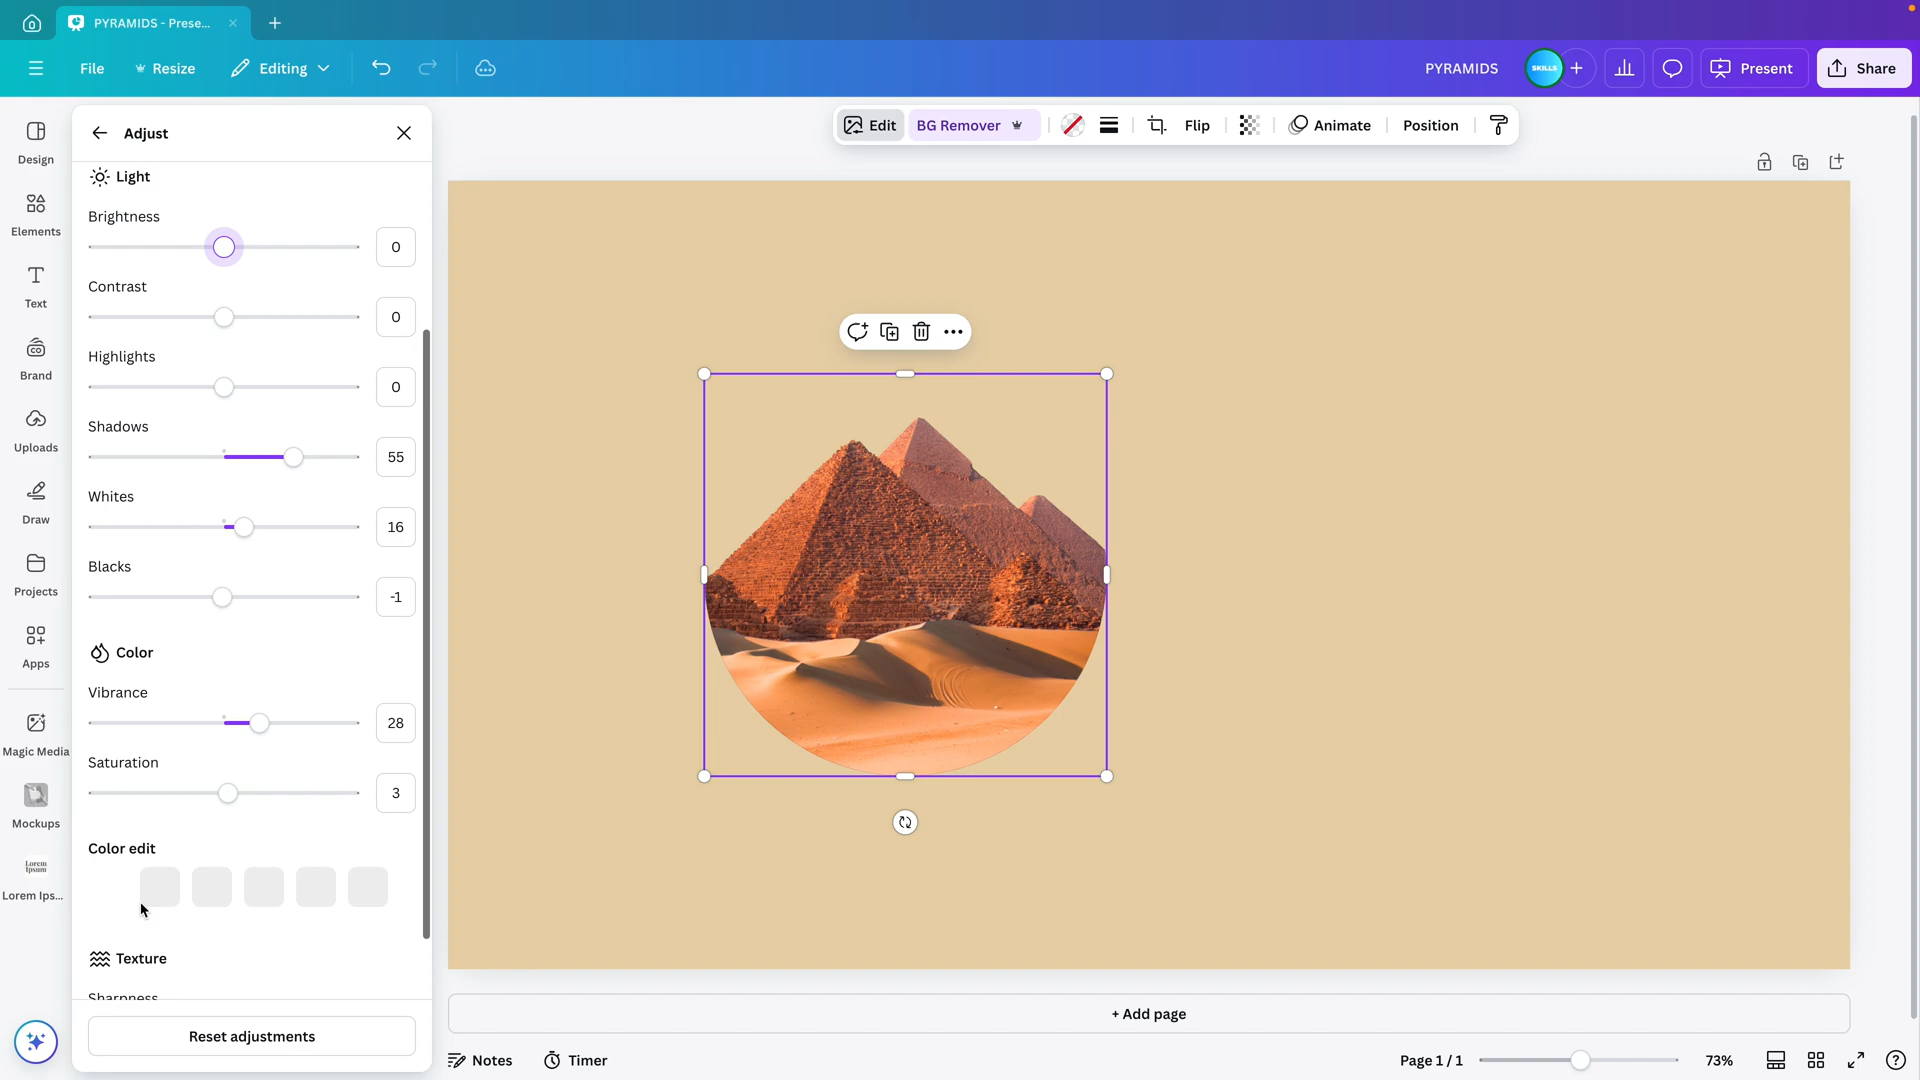 PYRAMIDS - Prese...
File
Resize
Editing
PYRAMIDS
SKILLS
Present
Share
Design
Elements
Text
Brand
Uploads
Draw
Projects
Apps
Magic Media
Mockups
Lorem Ipsum
Lorem Ips...
Adjust
Light
Brightness
0
Contrast
0
Highlights
0
Shadows
55
Whites
16
Blacks
-1
Color
Vibrance
28
Saturation
3
Color edit
Texture
Sharpness
Reset adjustments
Edit
BG Remover
Flip
Animate
Position
+ Add page
Notes
Timer
Page 1 / 1
73%